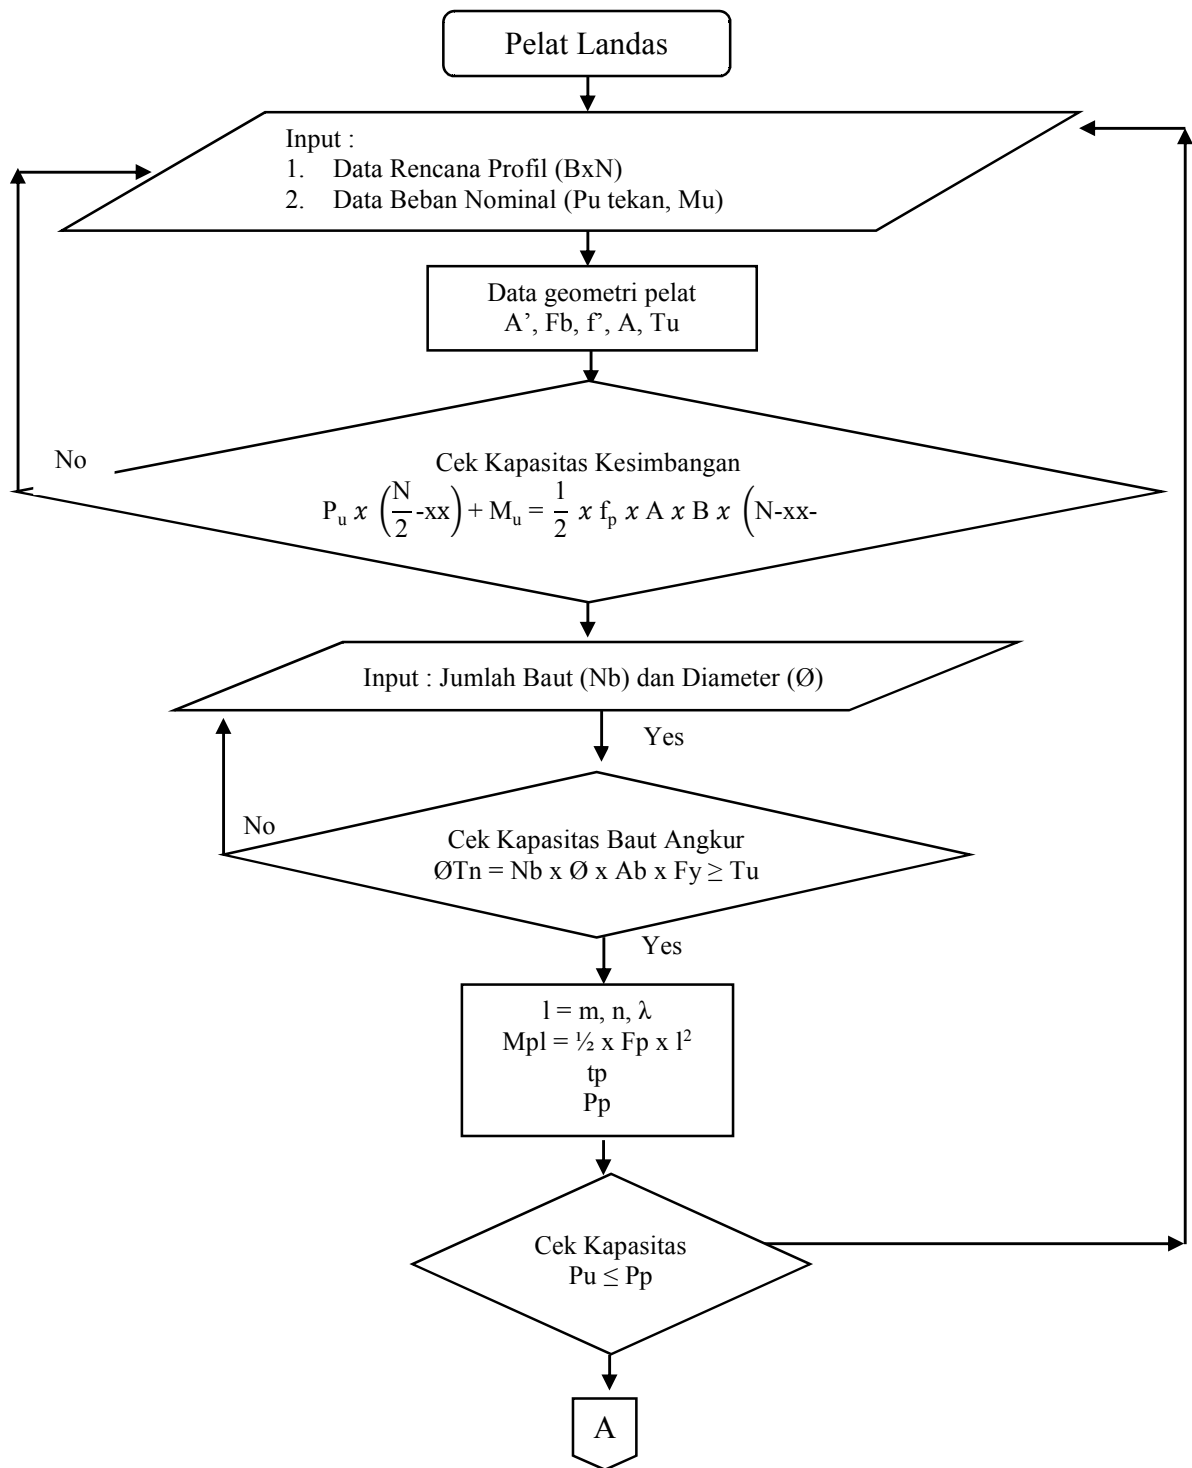 Pelat Landas
Input :
1. Data Rencana Profil (BxN)
2. Data Beban Nominal (Pu tekan, Mu)
Data geometri pelat
A’, Fb, f’, A, Tu
No
Cek Kapasitas Kesimbangan
P_u x (N/2 -xx) + M_u = 1/2 x f_p x A x B x (N-xx-
Input : Jumlah Baut (Nb) dan Diameter (Ø)
Yes
No
Cek Kapasitas Baut Angkur
ØTn = Nb x Ø x Ab x Fy ≥ Tu
Yes
l = m, n, λ
Mpl = ½ x Fp x l²
tp
Pp
Cek Kapasitas
Pu ≤ Pp
A